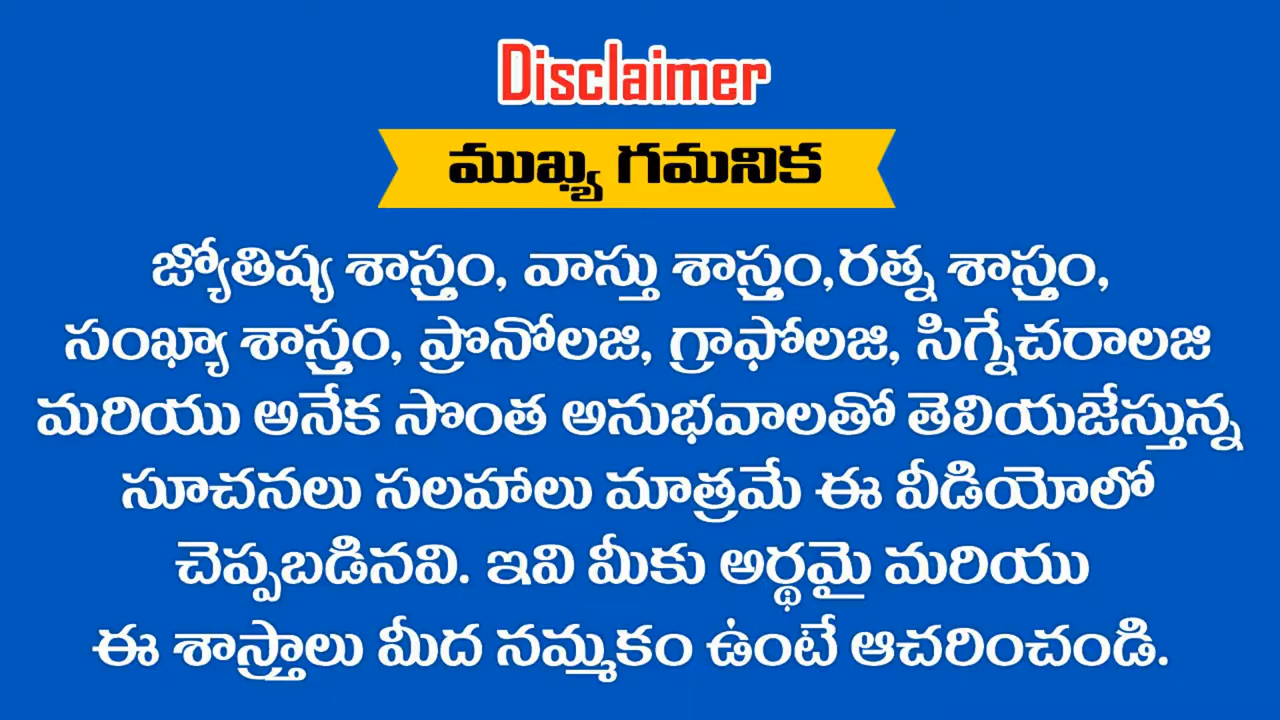 Disclaimer
ముఖ్య గమనిక
జ్యోతిష్య శాస్త్రం, వాస్తు శాస్త్రం,రత్న శాస్త్రం,
సంఖ్యా శాస్త్రం, ప్రొనోలజి, గ్రాఫోలజి, సిగ్నేచరాలజి
మరియు అనేక సొంత అనుభవాలతో తెలియజేస్తున్న
సూచనలు సలహాలు మాత్రమే ఈ వీడియోలో
చెప్పబడినవి. ఇవి మీకు అర్థమై మరియు
ఈ శాస్త్రాలు మీద నమ్మకం ఉంటే ఆచరించండి.